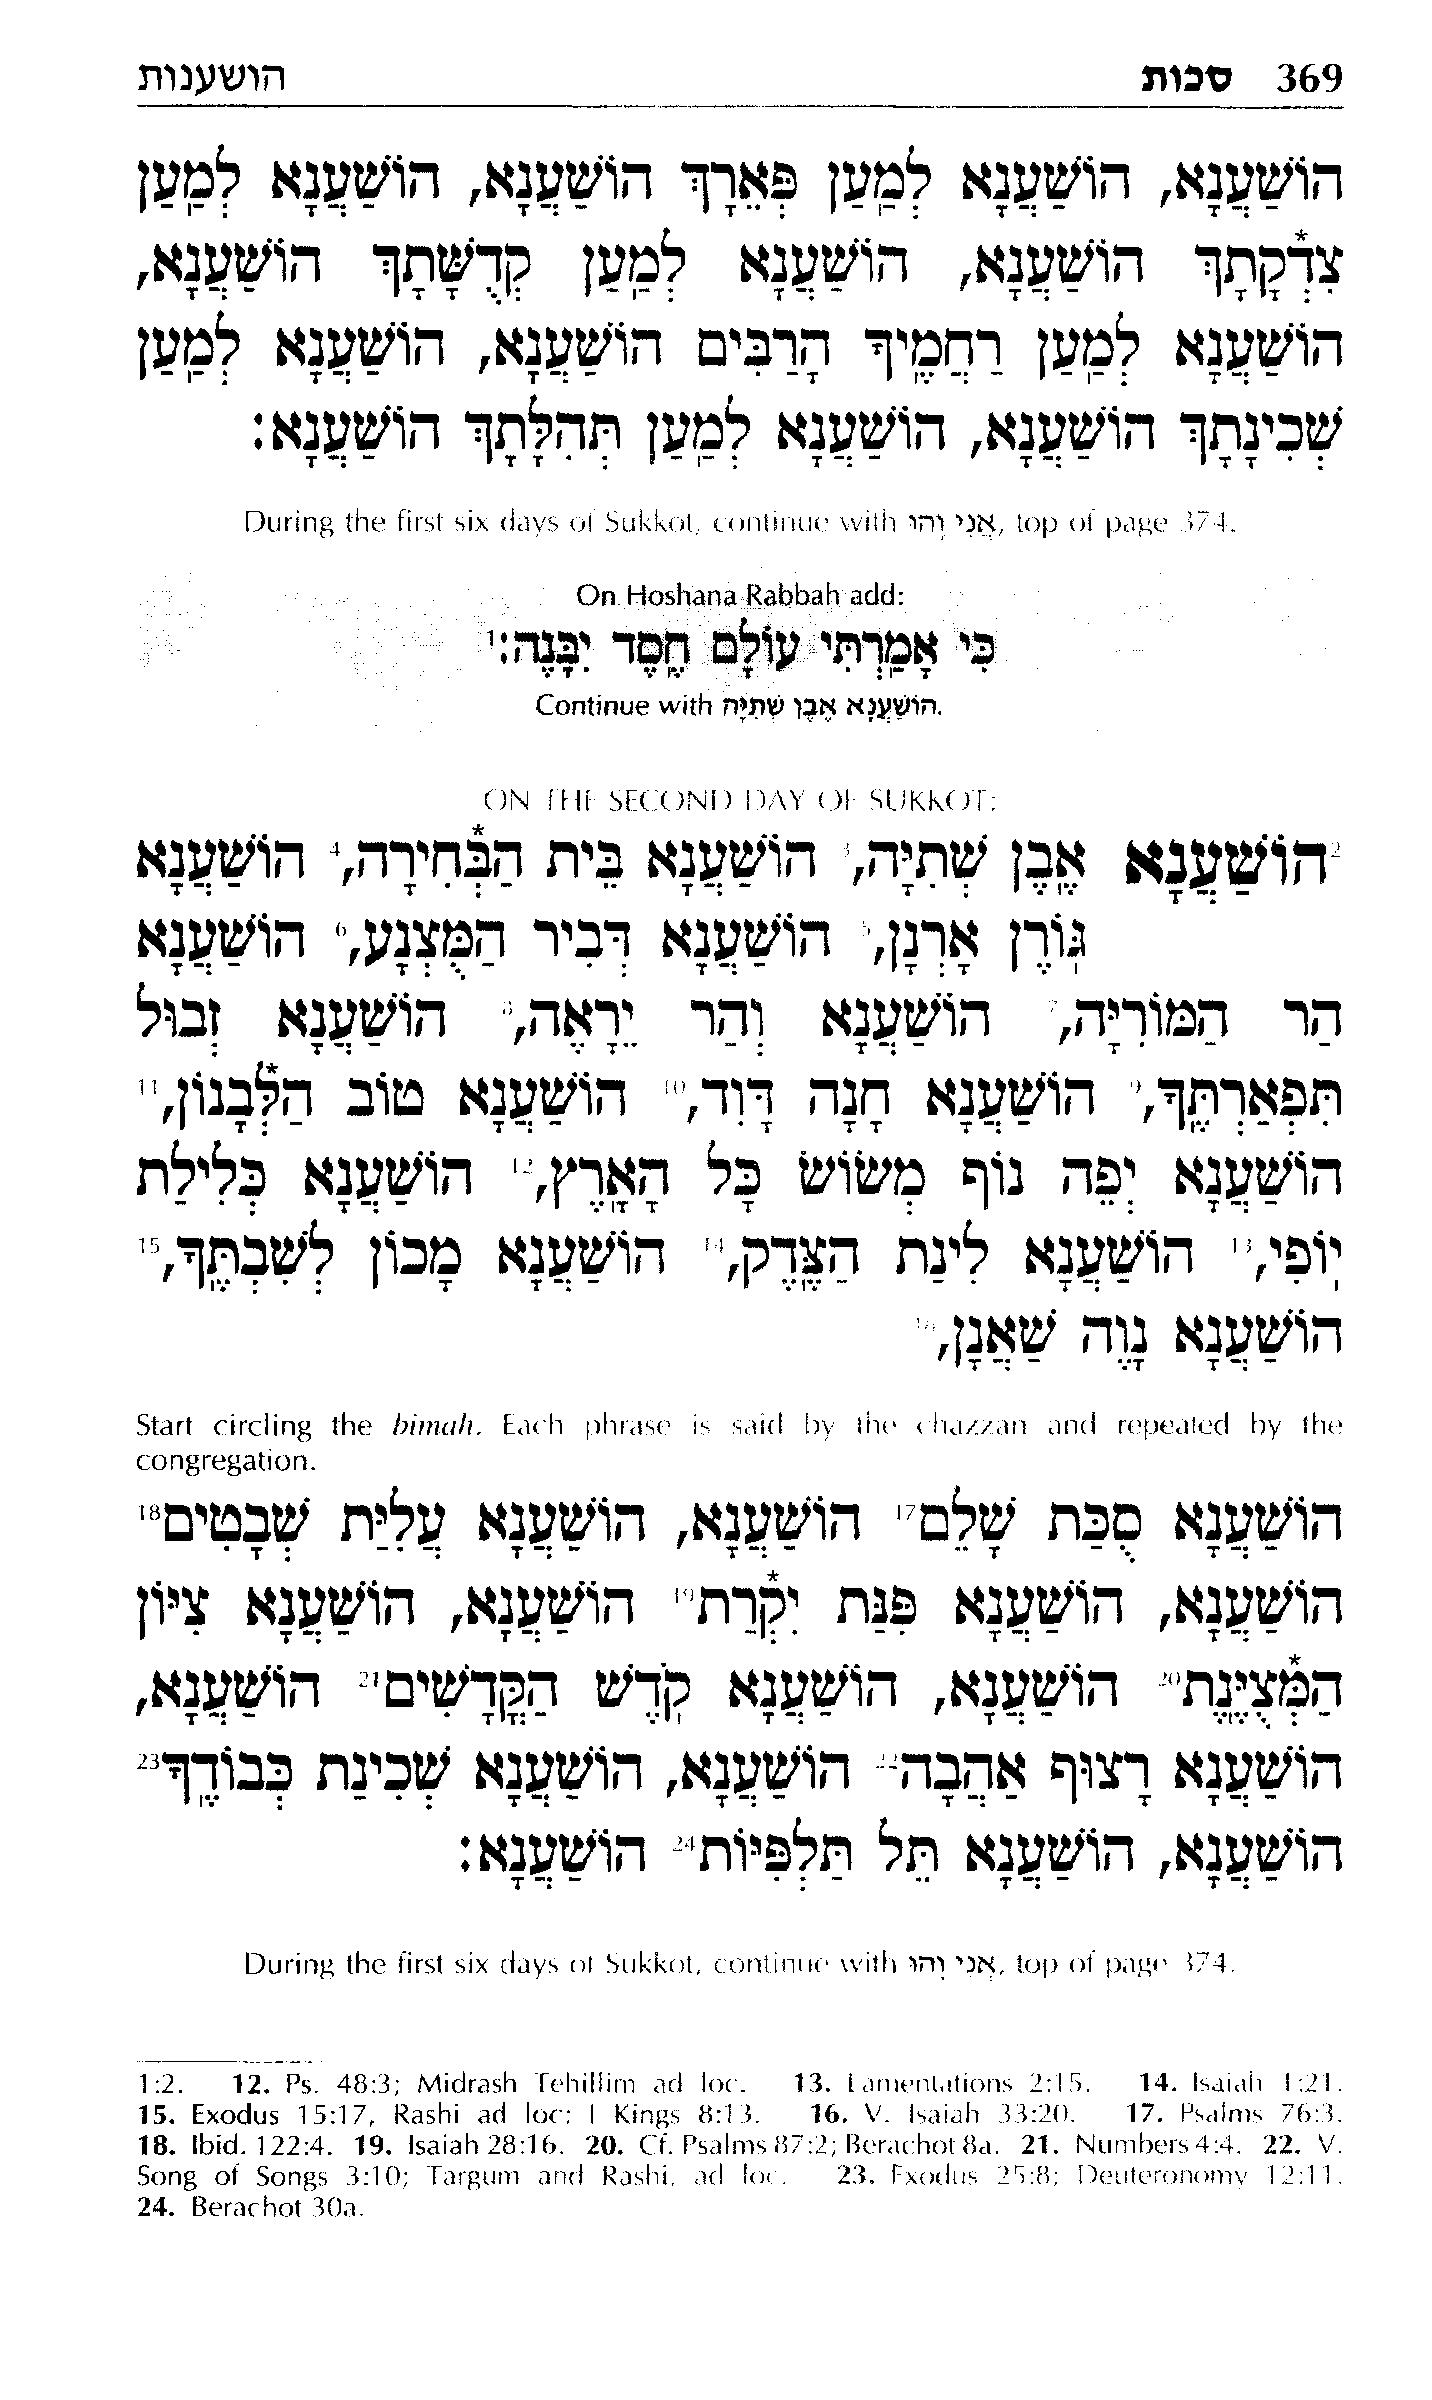 369 סכות הושענות
הוֹשַׁעֲנָא, הוֹשַׁעֲנָא לְמַעַן פְּאֵרָךְ הוֹשַׁעֲנָא, הוֹשַׁעֲנָא לְמַעַן
צִדְ*קָתָךְ הוֹשַׁעֲנָא, הוֹשַׁעֲנָא לְמַעַן קְדֻשָּׁתָךְ הוֹשַׁעֲנָא,
הוֹשַׁעֲנָא לְמַעַן רַחֲמֶיךָ הָרַבִּים הוֹשַׁעֲנָא, הוֹשַׁעֲנָא לְמַעַן
שְׁכִינָתָךְ הוֹשַׁעֲנָא, הוֹשַׁעֲנָא לְמַעַן תְּהִלָּתָךְ הוֹשַׁעֲנָא:
During the first six days of Sukkot, continue with אֲנִי וָהוֹ, top of page 374.
On Hoshana Rabbah add:
כִּי אָמַרְתִּי עוֹלָם חֶסֶד יִבָּנֶה:1
Continue with הוֹשַׁעֲנָא אֶבֶן שְׁתִיָּה.
ON THE SECOND DAY OF SUKKOT:
2הוֹשַׁעֲנָא אֶבֶן שְׁתִיָּה,3 הוֹשַׁעֲנָא בֵּית הַבְּ*חִירָה,4 הוֹשַׁעֲנָא
גּוֹרֶן אָרְנָן,5 הוֹשַׁעֲנָא דְּבִיר הַמֻּצְנָע,6 הוֹשַׁעֲנָא
הַר הַמּוֹרִיָּה,7 הוֹשַׁעֲנָא וְהַר יֵרָאֶה,8 הוֹשַׁעֲנָא זְבוּל
תִּפְאַרְתֶּךָ,9 הוֹשַׁעֲנָא חָנָה דָּוִד,10 הוֹשַׁעֲנָא טוֹב הַלְּ*בָנוֹן,11
הוֹשַׁעֲנָא יְפֵה נוֹף מְשׂוֹשׂ כָּל הָאָרֶץ,12 הוֹשַׁעֲנָא כְּלִילַת
יוֹפִי,13 הוֹשַׁעֲנָא לִינַת הַצֶּדֶק,14 הוֹשַׁעֲנָא מָכוֹן לְשִׁבְתֶּךָ,15
הוֹשַׁעֲנָא נָוֶה שַׁאֲנָן,16
Start circling the bimah. Each phrase is said by the chazzan and repeated by the
congregation.
הוֹשַׁעֲנָא סֻכַּת שָׁלֵם17 הוֹשַׁעֲנָא, הוֹשַׁעֲנָא עֲלִיַּת שְׁבָטִים18
הוֹשַׁעֲנָא, הוֹשַׁעֲנָא פִּנַּת יִקְ*רַת19 הוֹשַׁעֲנָא, הוֹשַׁעֲנָא צִיּוֹן
הַמְּ*צֻיֶּנֶת20 הוֹשַׁעֲנָא, הוֹשַׁעֲנָא קֹדֶשׁ הַקֳּדָשִׁים21 הוֹשַׁעֲנָא,
הוֹשַׁעֲנָא רָצוּף אַהֲבָה22 הוֹשַׁעֲנָא, הוֹשַׁעֲנָא שְׁכִינַת כְּבוֹדֶךָ23
הוֹשַׁעֲנָא, הוֹשַׁעֲנָא תֵּל תַּלְפִּיּוֹת24 הוֹשַׁעֲנָא:
During the first six days of Sukkot, continue with אֲנִי וָהוֹ, top of page 374.
1:2. 12. Ps. 48:3; Midrash Tehillim ad loc. 13. Lamentations 2:15. 14. Isaiah 1:21.
15. Exodus 15:17, Rashi ad loc; I Kings 8:13. 16. V. Isaiah 33:20. 17. Psalms 76:3.
18. Ibid. 122:4. 19. Isaiah 28:16. 20. Cf. Psalms 87:2; Berachot 8a. 21. Numbers 4:4. 22. V.
Song of Songs 3:10; Targum and Rashi, ad loc. 23. Exodus 25:8; Deuteronomy 12:11.
24. Berachot 30a.